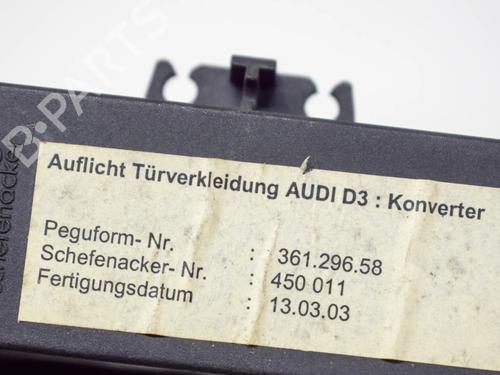 B-PARTS
Schefenacker
Auflicht Türverkleidung AUDI D3 : Konverter
Peguform- Nr. : 361.296.58
Schefenacker- Nr. : 450 011
Fertigungsdatum : 13.03.03